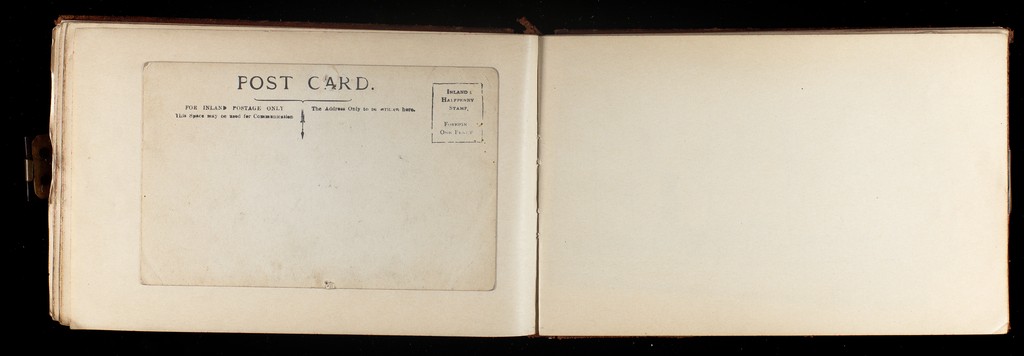 POST CARD.
FOR INLAND POSTAGE ONLY
This Space may be used for Communication
The Address Only to be written here.
INLAND
HALFPENNY
STAMP,
FOREIGN
ONE PENNY